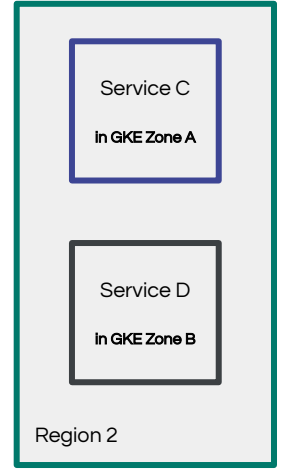 Service C
in GKE Zone A
Service D
in GKE Zone B
Region 2